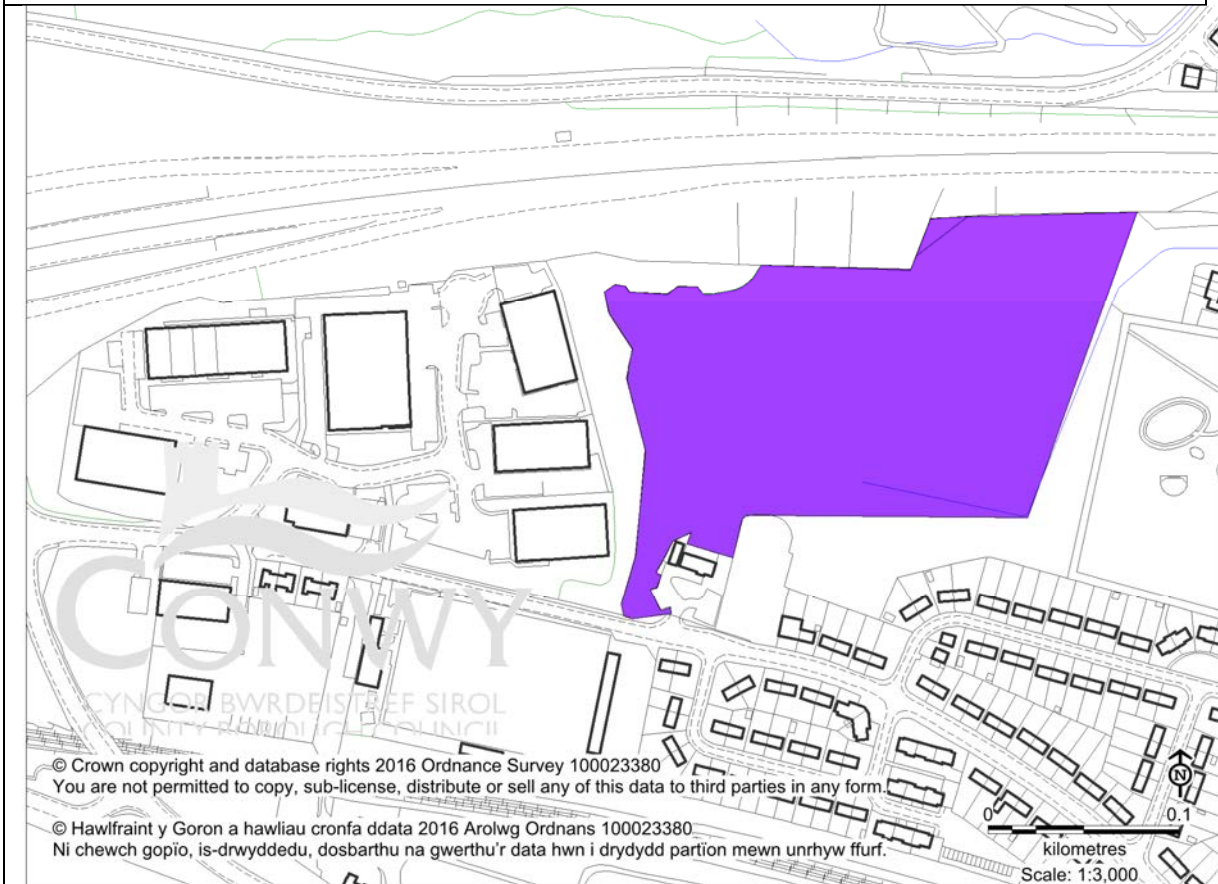 CONWY
CYNGOR BWRDEISTREF SIROL
COUNTY BOROUGH COUNCIL
© Crown copyright and database rights 2016 Ordnance Survey 100023380
You are not permitted to copy, sub-license, distribute or sell any of this data to third parties in any form.
© Hawlfraint y Goron a hawliau cronfa ddata 2016 Arolwg Ordnans 100023380
Ni chewch gopïo, is-drwyddedu, dosbarthu na gwerthu'r data hwn i drydydd partïon mewn unrhyw ffurf.
N
0 0.1
kilometres
Scale: 1:3,000